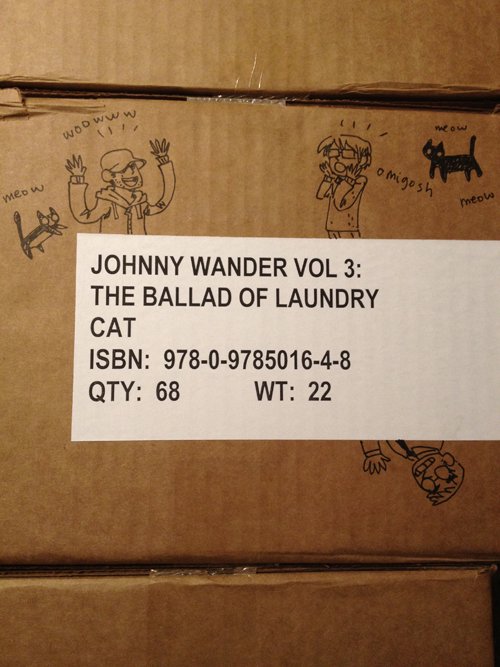 woowww
meow
meow
omigosh
meow
JOHNNY WANDER VOL 3:
THE BALLAD OF LAUNDRY
CAT
ISBN: 978-0-9785016-4-8
QTY: 68 WT: 22